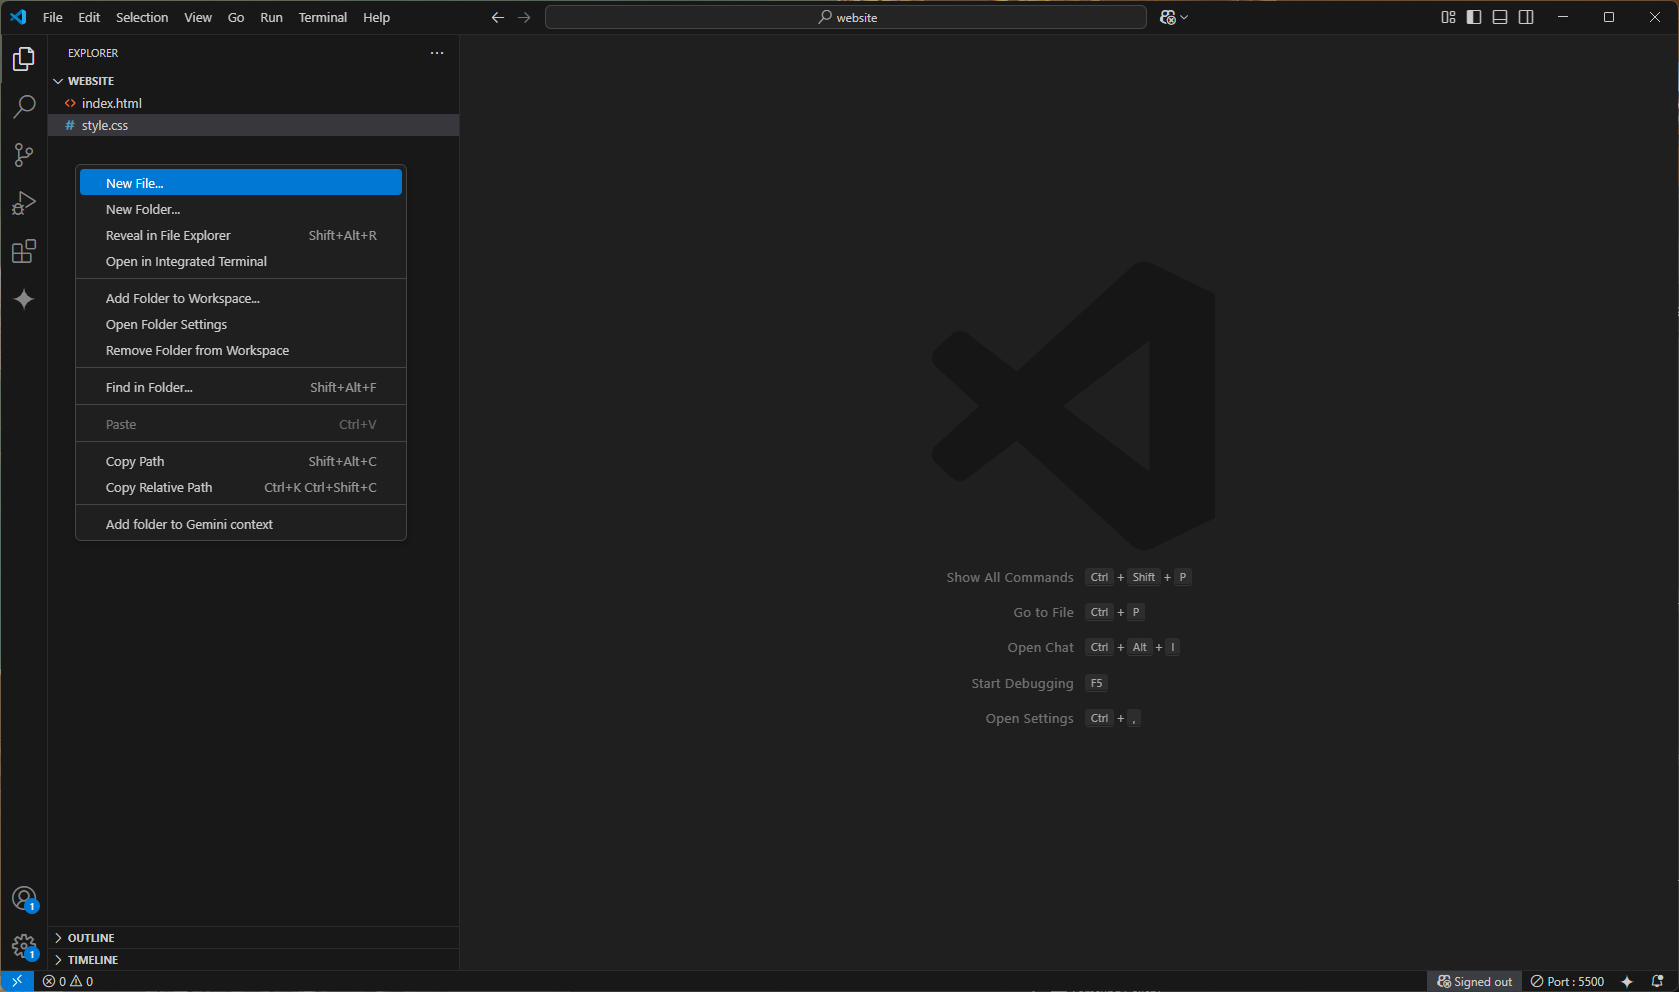 File Edit Selection View Go Run Terminal Help website
EXPLORER
WEBSITE
index.html
style.css
New File...
New Folder...
Reveal in File Explorer Shift+Alt+R
Open in Integrated Terminal
Add Folder to Workspace...
Open Folder Settings
Remove Folder from Workspace
Find in Folder... Shift+Alt+F
Paste Ctrl+V
Copy Path Shift+Alt+C
Copy Relative Path Ctrl+K Ctrl+Shift+C
Add folder to Gemini context
Show All Commands Ctrl + Shift + P
Go to File Ctrl + P
Open Chat Ctrl + Alt + I
Start Debugging F5
Open Settings Ctrl + ,
1
1
OUTLINE
TIMELINE
0 0 Signed out Port : 5500